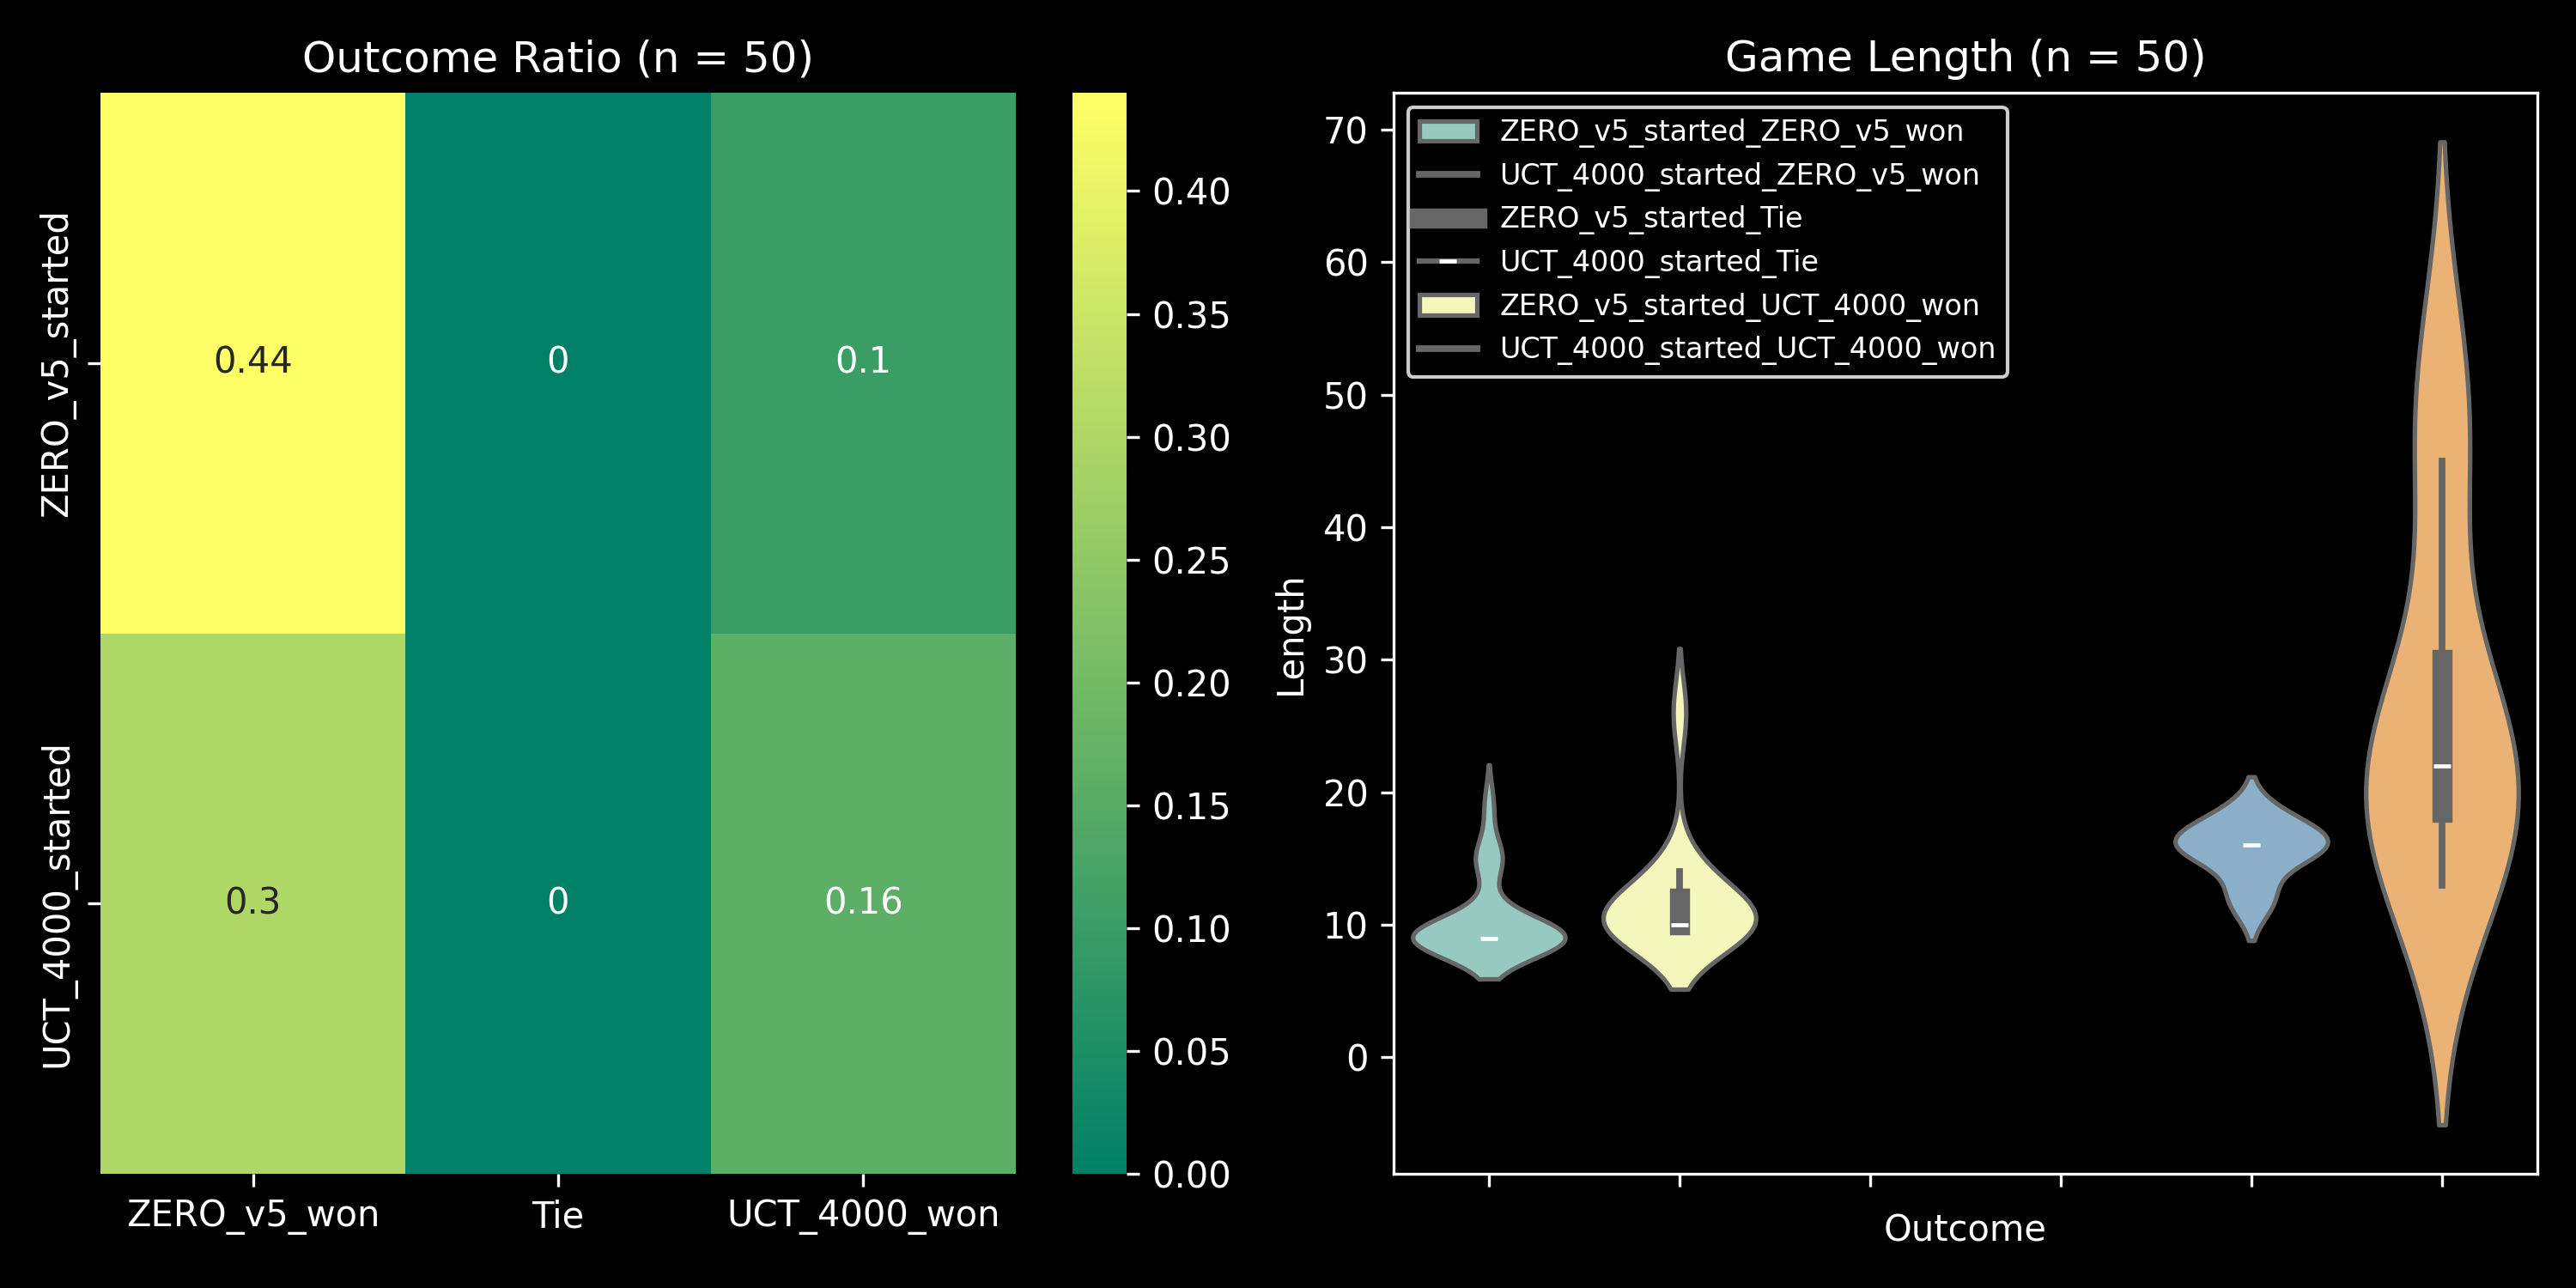 Outcome Ratio (n = 50)
ZERO_v5_started
UCT_4000_started
0.44
0
0.1
0.3
0
0.16
ZERO_v5_won
Tie
UCT_4000_won
0.40
0.35
0.30
0.25
0.20
0.15
0.10
0.05
0.00
Game Length (n = 50)
Length
70
60
50
40
30
20
10
0
ZERO_v5_started_ZERO_v5_won
UCT_4000_started_ZERO_v5_won
ZERO_v5_started_Tie
UCT_4000_started_Tie
ZERO_v5_started_UCT_4000_won
UCT_4000_started_UCT_4000_won
Outcome